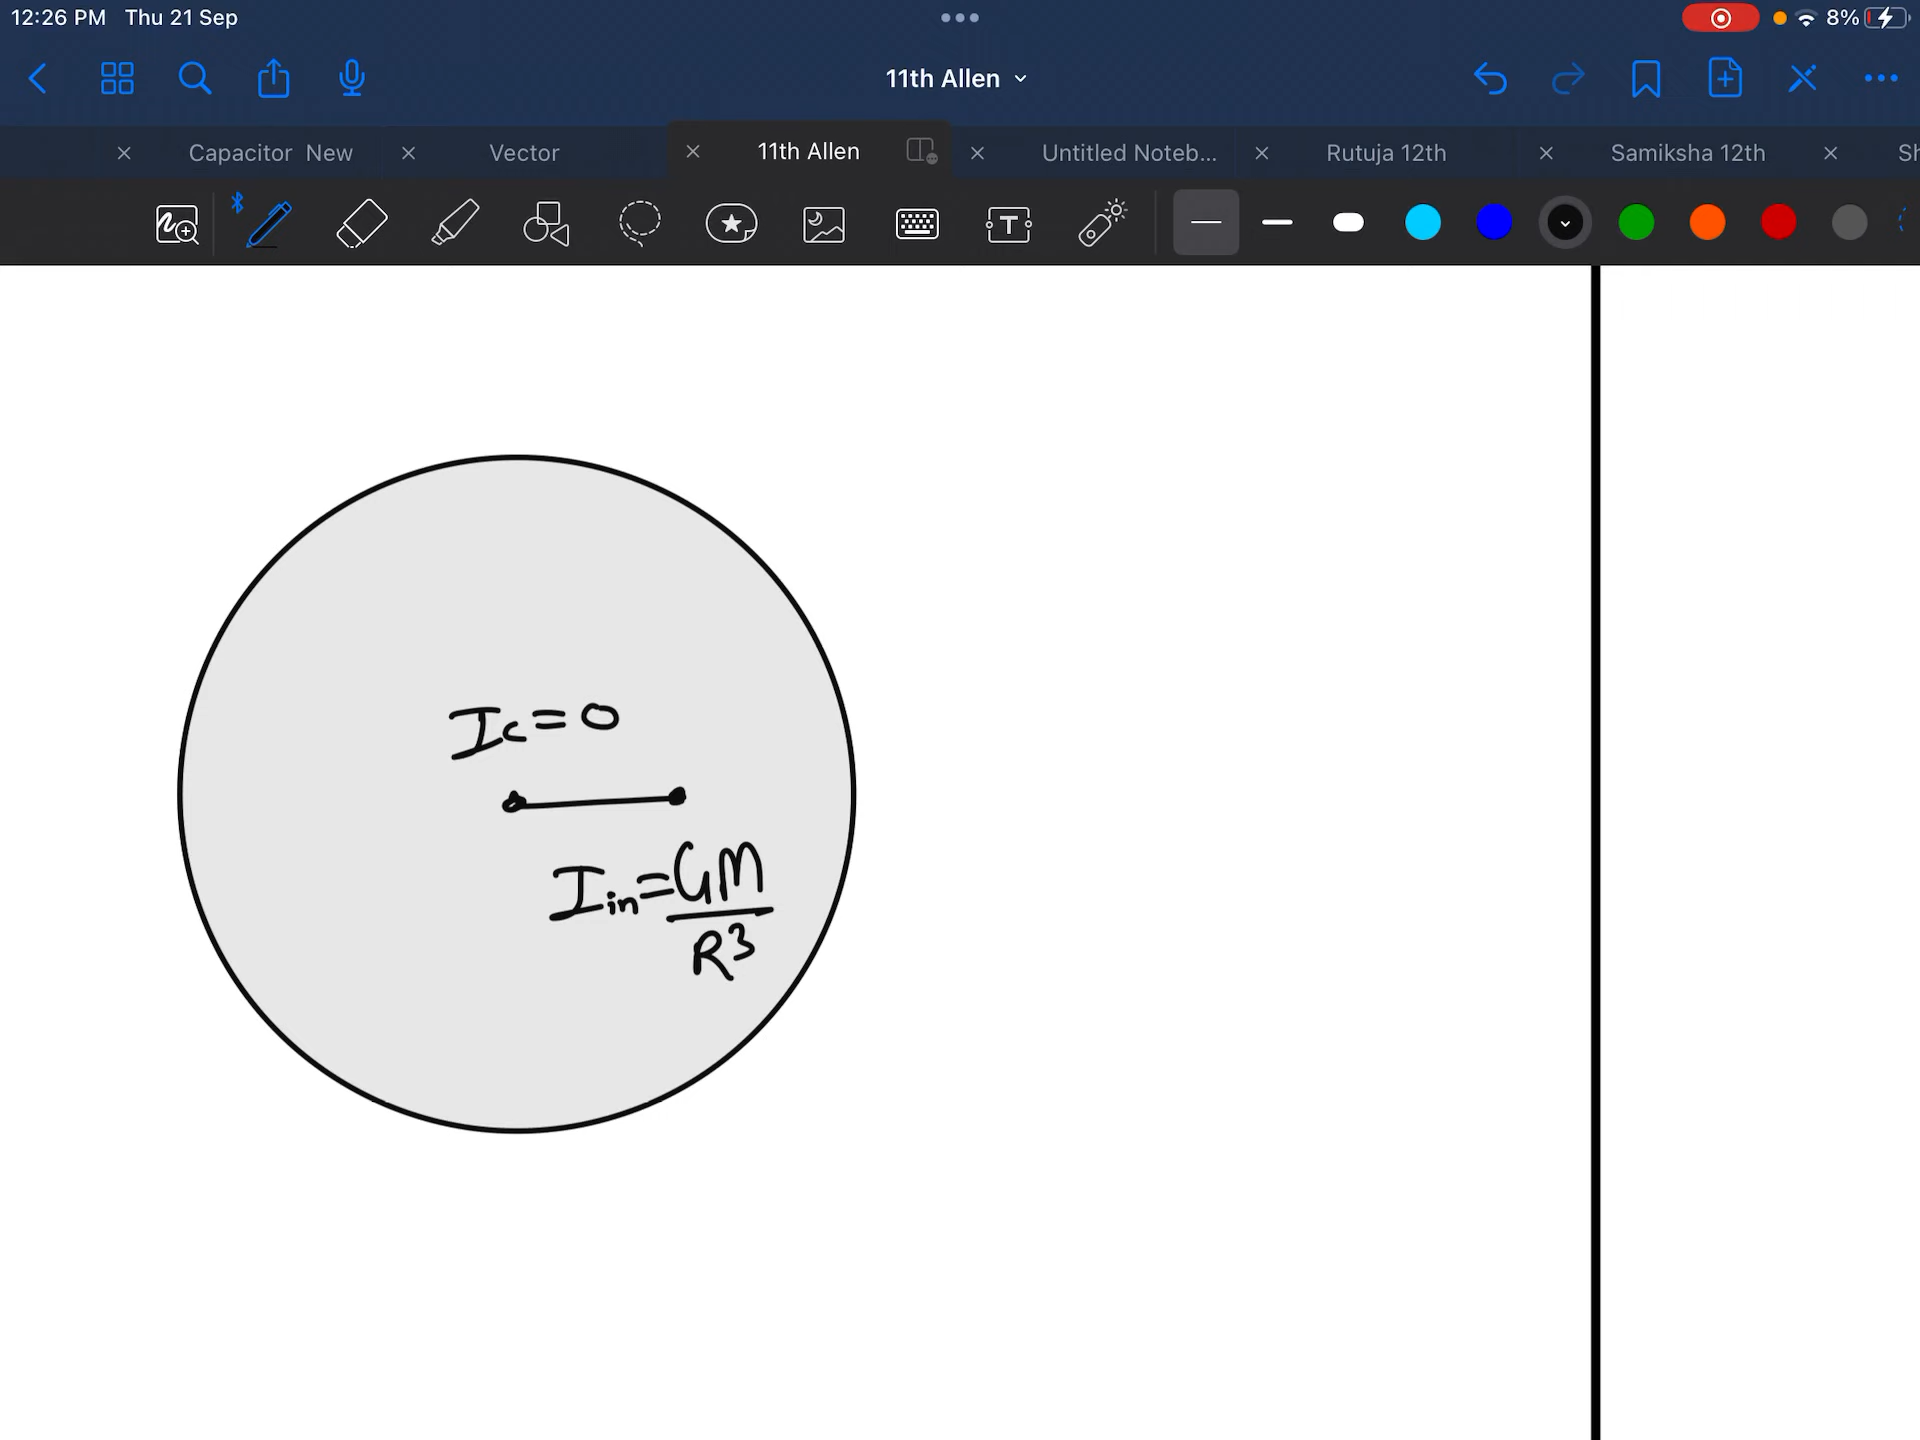 12:26 PM Thu 21 Sep
8%
11th Allen
Capacitor New
Vector
11th Allen
Untitled Noteb...
Rutuja 12th
Samiksha 12th
Sh
T
Ic = 0
Iin = GM
R³